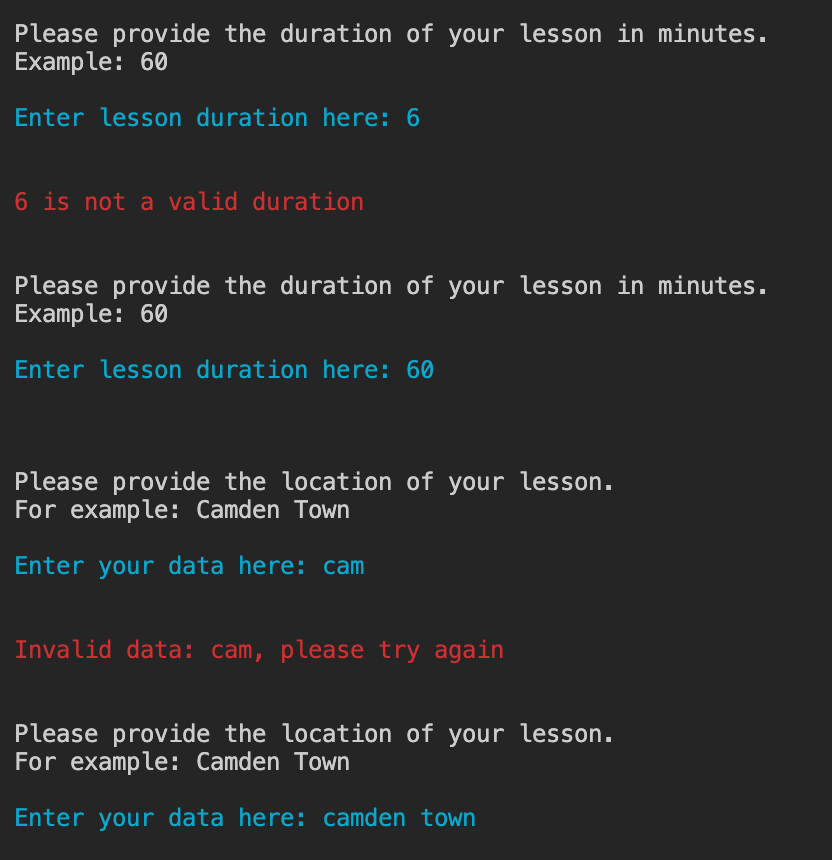 Please provide the duration of your lesson in minutes.
Example: 60
Enter lesson duration here: 6
6 is not a valid duration
Please provide the duration of your lesson in minutes.
Example: 60
Enter lesson duration here: 60
Please provide the location of your lesson.
For example: Camden Town
Enter your data here: cam
Invalid data: cam, please try again
Please provide the location of your lesson.
For example: Camden Town
Enter your data here: camden town